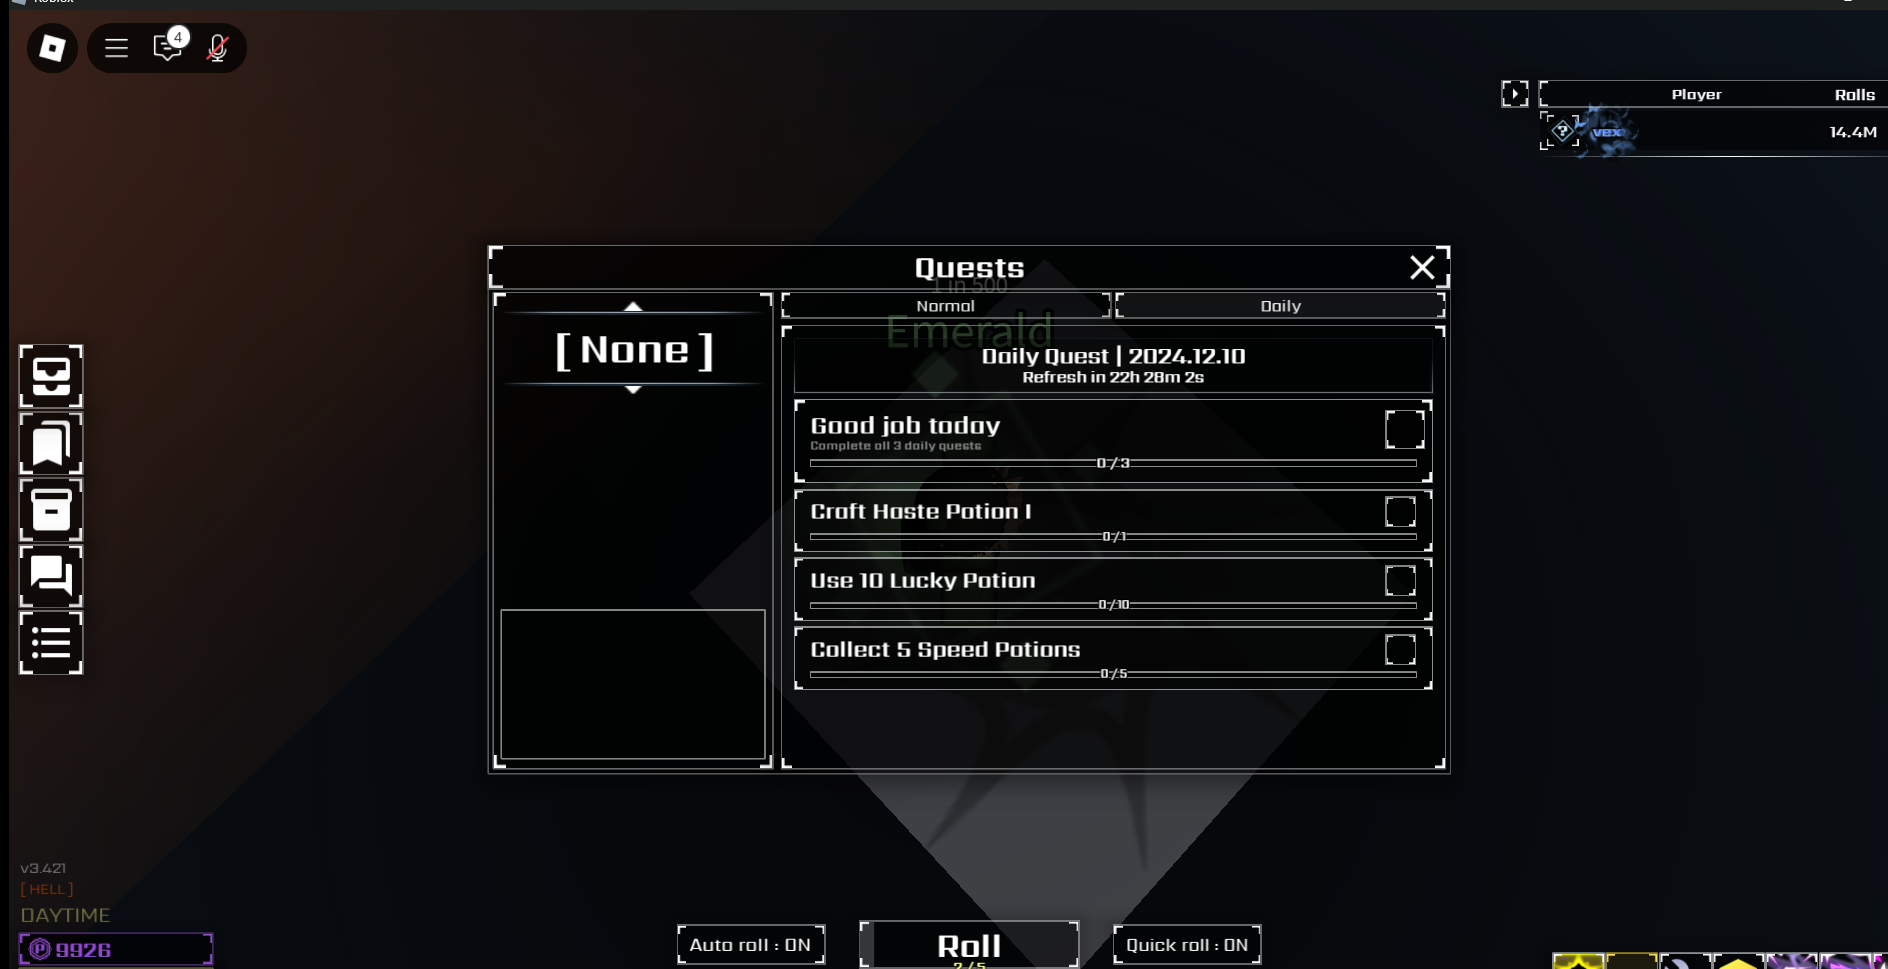 Roblox
4
Player Rolls
vex 14.4M
Quests
1 in 500
Normal Daily
Emerald
[ None ]
Daily Quest | 2024.12.10
Refresh in 22h 28m 2s
Good job today
Complete all 3 daily quests
0/3
Craft Haste Potion I
0/1
Use 10 Lucky Potion
0/10
Collect 5 Speed Potions
0/5
v3.421
[ HELL ]
DAYTIME
9926
Auto roll : ON
Roll
2/5
Quick roll : ON